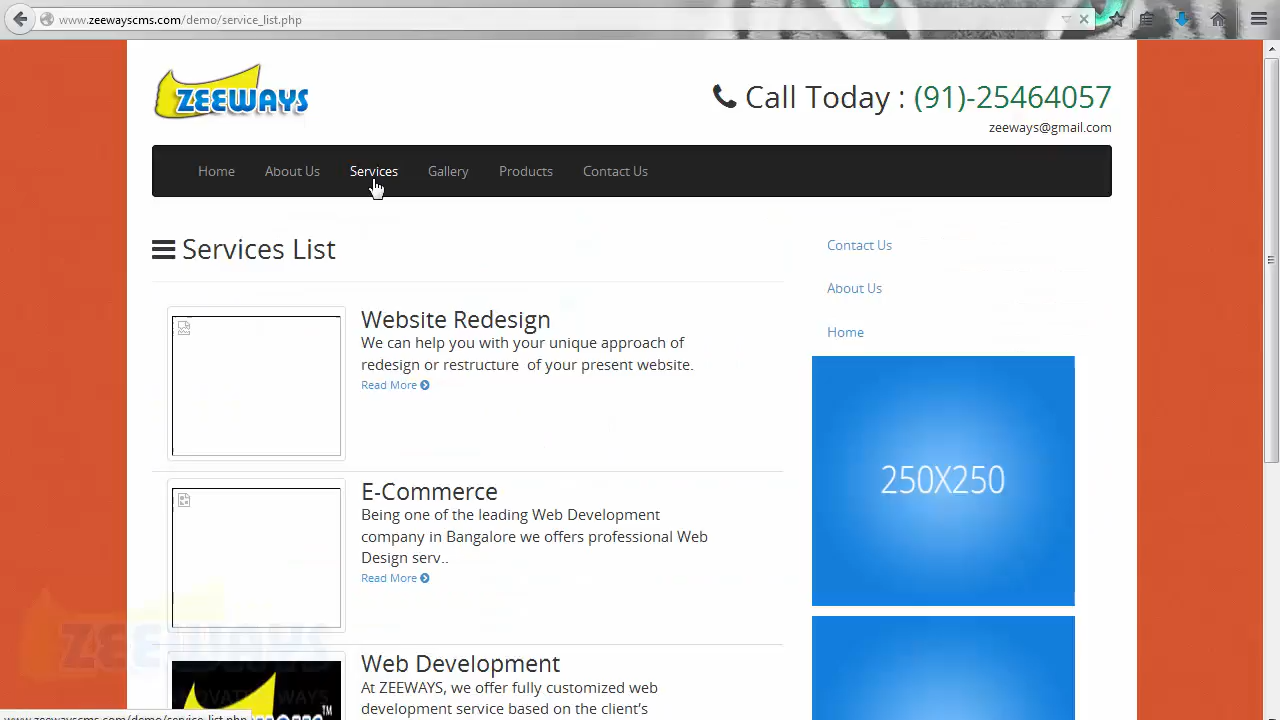 www.zeewayscms.com/demo/service_list.php
ZEEWAYS
Call Today : (91)-25464057
zeeways@gmail.com
Home About Us Services Gallery Products Contact Us
Services List
Contact Us
About Us
Home
Website Redesign
We can help you with your unique approach of
redesign or restructure of your present website.
Read More
250X250
E-Commerce
Being one of the leading Web Development
company in Bangalore we offers professional Web
Design serv..
Read More
ZEEWAYS
Web Development
At ZEEWAYS, we offer fully customized web
development service based on the client's
www.zeewayscms.com/demo/service_list.php